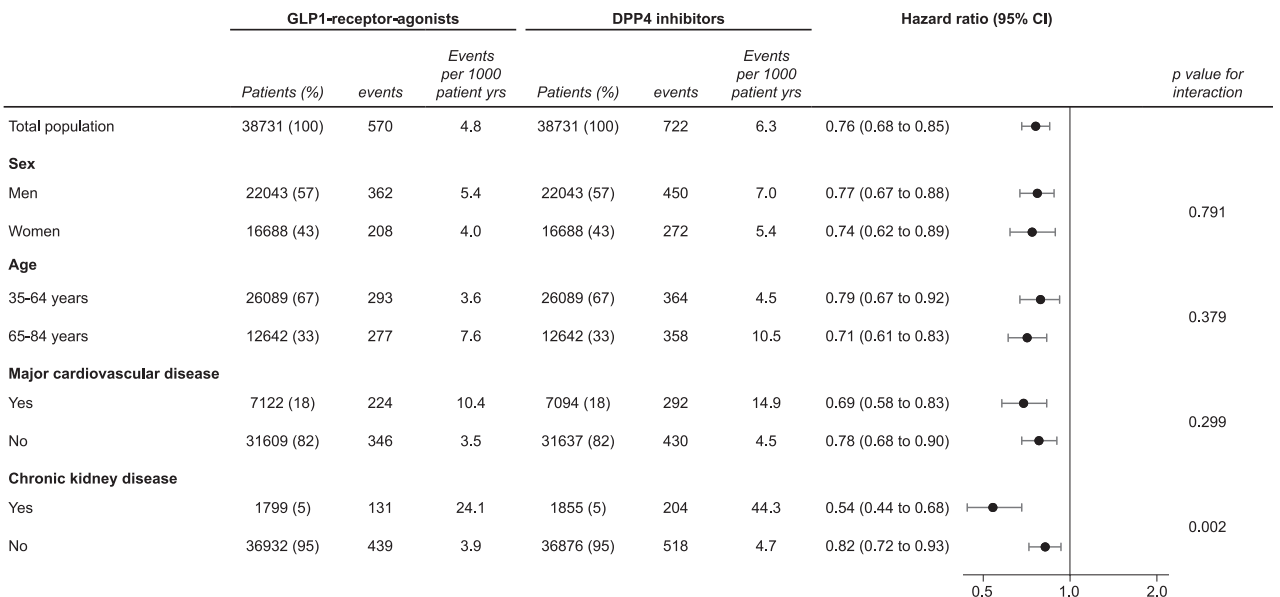 GLP1-receptor-agonists DPP4 inhibitors Hazard ratio (95% CI)
Patients (%) events Events per 1000 patient yrs Patients (%) events Events per 1000 patient yrs p value for interaction
Total population 38731 (100) 570 4.8 38731 (100) 722 6.3 0.76 (0.68 to 0.85)
Sex
Men 22043 (57) 362 5.4 22043 (57) 450 7.0 0.77 (0.67 to 0.88)
0.791
Women 16688 (43) 208 4.0 16688 (43) 272 5.4 0.74 (0.62 to 0.89)
Age
35-64 years 26089 (67) 293 3.6 26089 (67) 364 4.5 0.79 (0.67 to 0.92)
0.379
65-84 years 12642 (33) 277 7.6 12642 (33) 358 10.5 0.71 (0.61 to 0.83)
Major cardiovascular disease
Yes 7122 (18) 224 10.4 7094 (18) 292 14.9 0.69 (0.58 to 0.83)
0.299
No 31609 (82) 346 3.5 31637 (82) 430 4.5 0.78 (0.68 to 0.90)
Chronic kidney disease
Yes 1799 (5) 131 24.1 1855 (5) 204 44.3 0.54 (0.44 to 0.68)
0.002
No 36932 (95) 439 3.9 36876 (95) 518 4.7 0.82 (0.72 to 0.93)
0.5 1.0 2.0